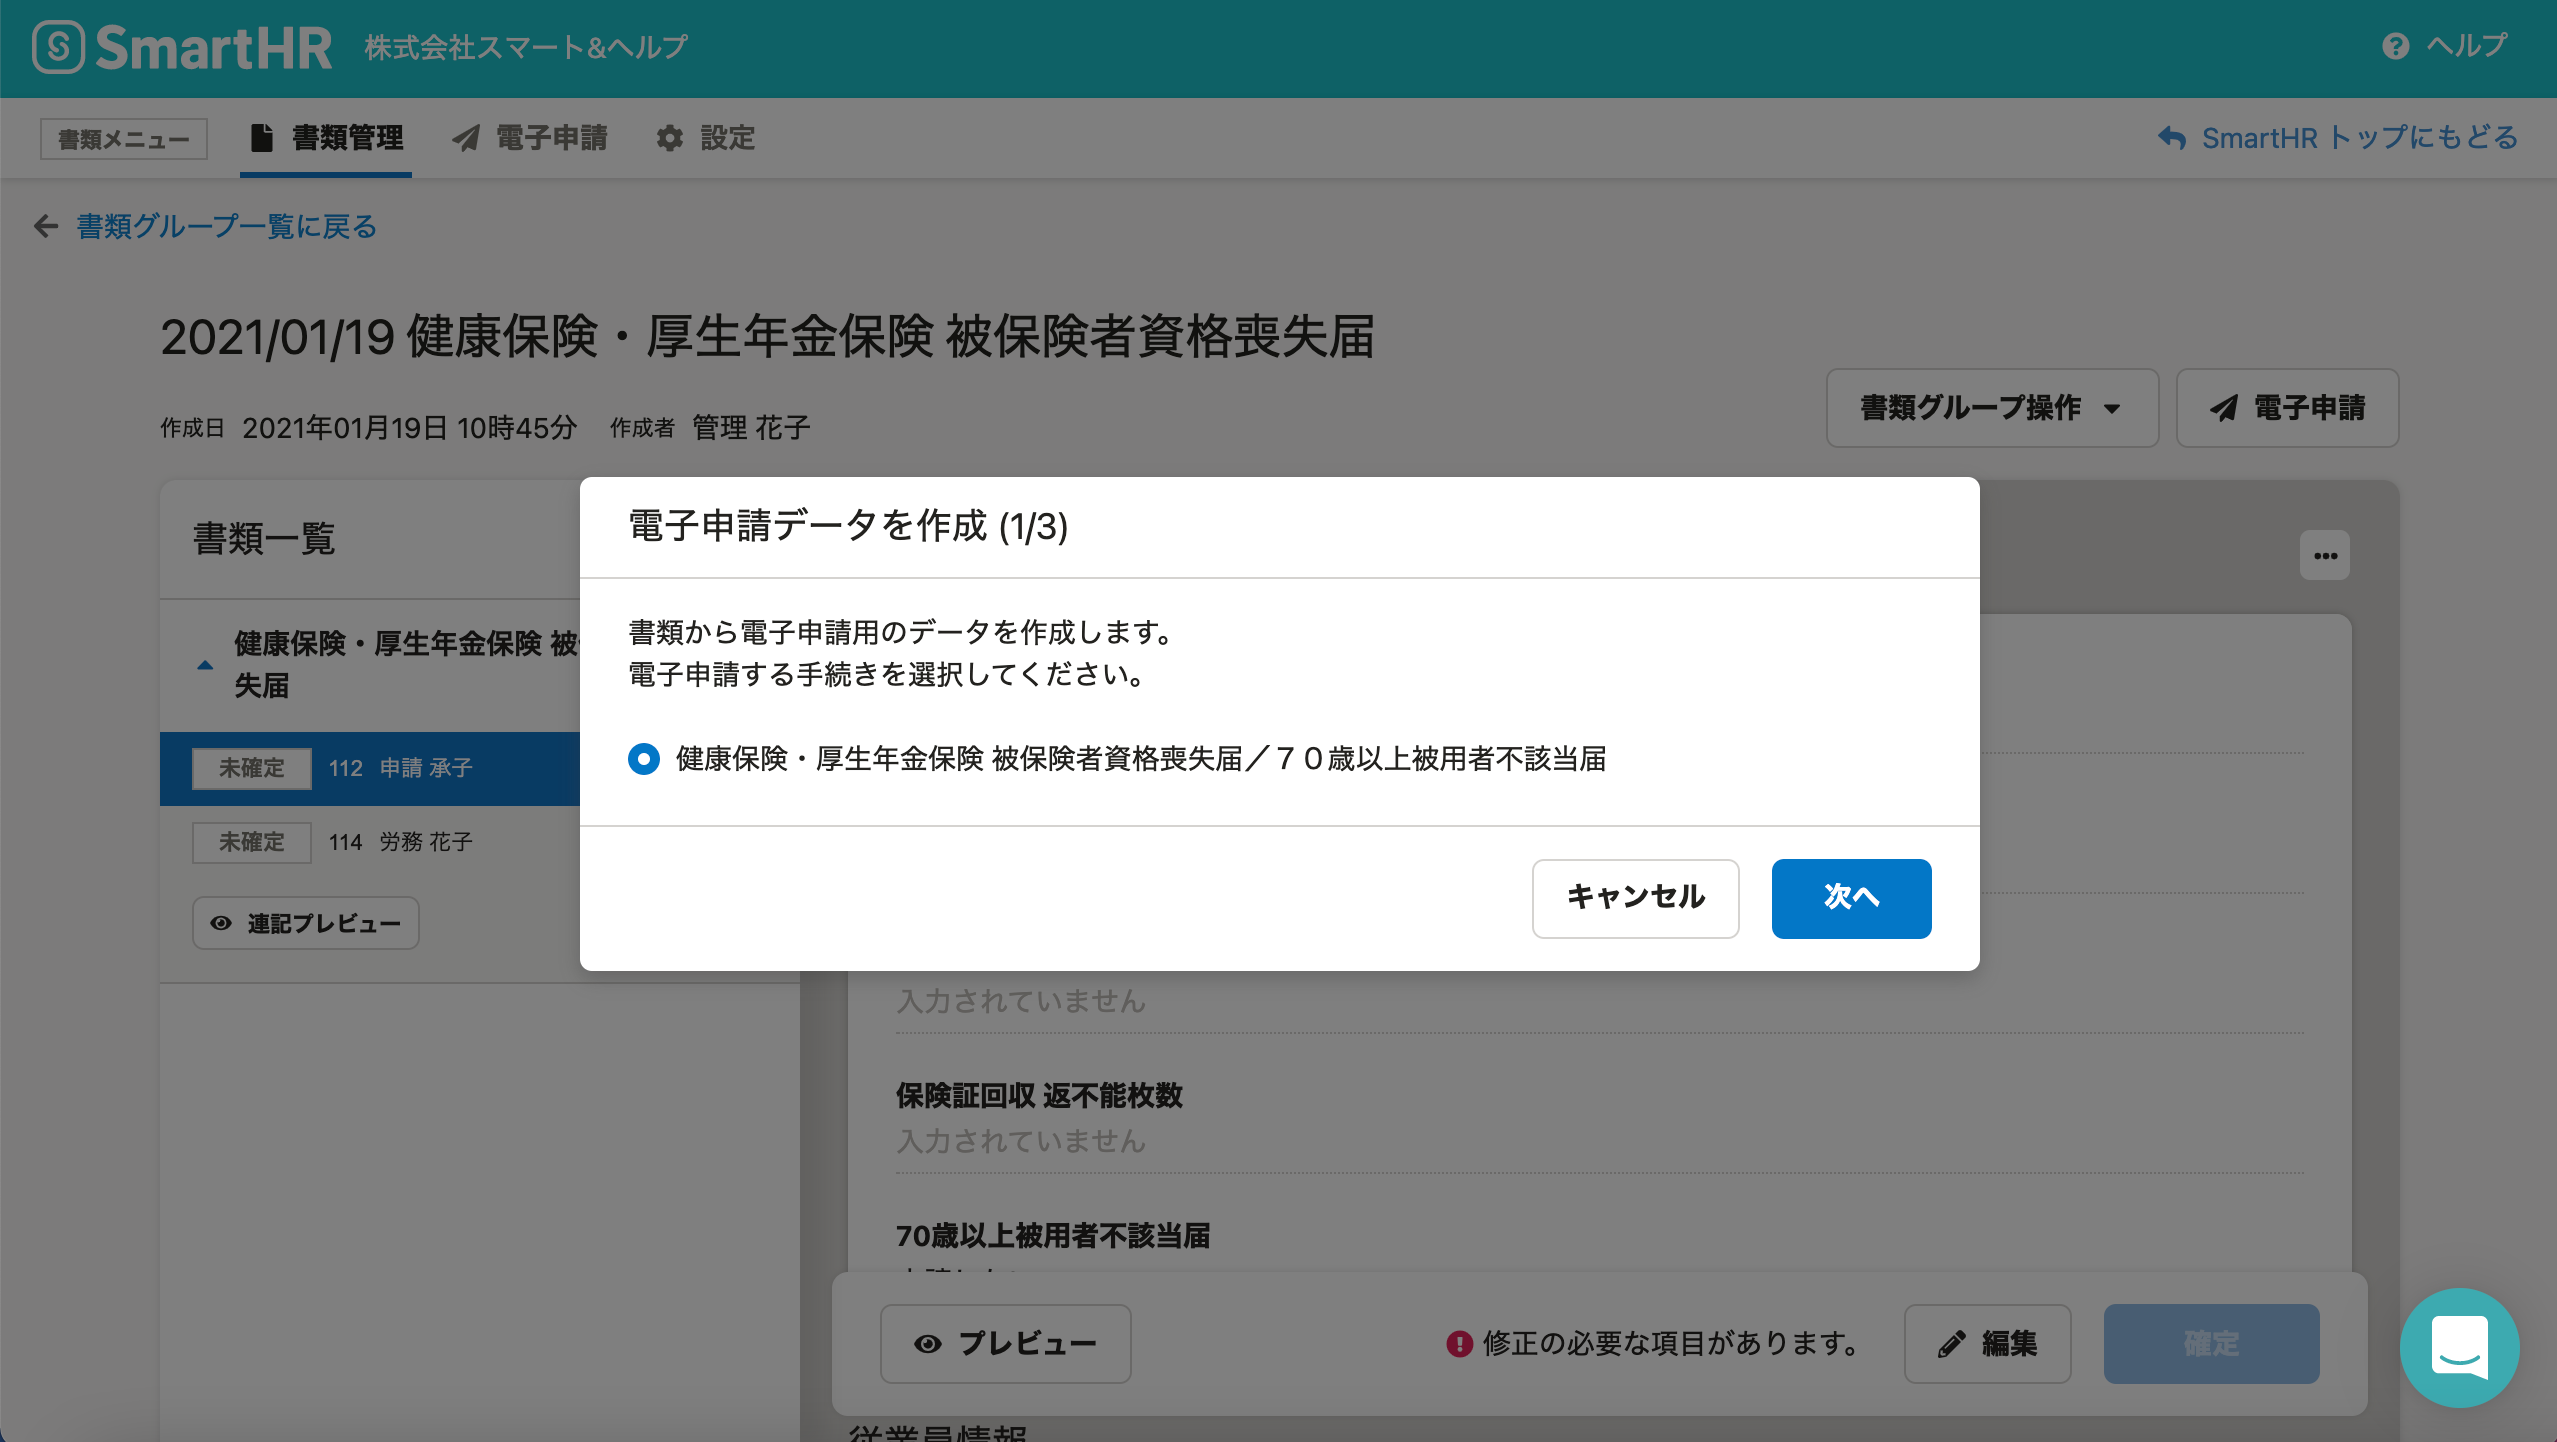 SmartHR 株式会社スマート&ヘルプ
ヘルプ
書類メニュー 書類管理 電子申請 設定
SmartHR トップにもどる
書類グループ一覧に戻る
2021/01/19 健康保険・厚生年金保険 被保険者資格喪失届
作成日 2021年01月19日 10時45分 作成者 管理 花子
書類グループ操作
電子申請
書類一覧
健康保険・厚生年金保険 被
失届
未確定 112 申請 承子
未確定 114 労務 花子
連記プレビュー
電子申請データを作成 (1/3)
書類から電子申請用のデータを作成します。
電子申請する手続きを選択してください。
健康保険・厚生年金保険 被保険者資格喪失届／７０歳以上被用者不該当届
キャンセル
次へ
入力されていません
保険証回収 返不能枚数
入力されていません
70歳以上被用者不該当届
プレビュー
修正の必要な項目があります。
編集
確定
従業員情報